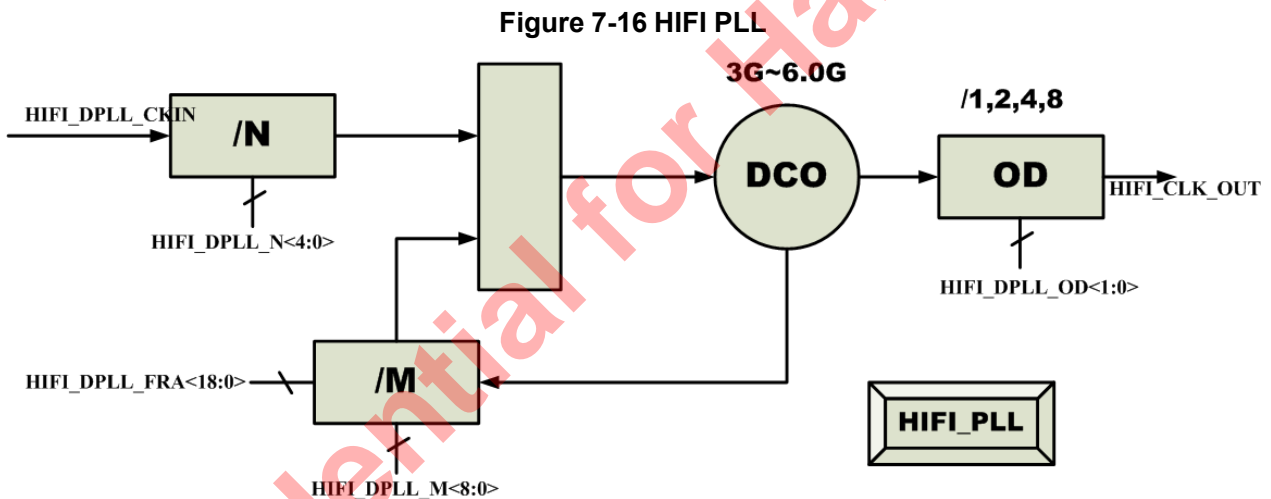 Figure 7-16 HIFI PLL
3G~6.0G
/1,2,4,8
HIFI_DPLL_CKIN
/N
DCO
OD
HIFI_CLK_OUT
HIFI_DPLL_N<4:0>
HIFI_DPLL_OD<1:0>
HIFI_DPLL_FRA<18:0>
/M
HIFI_PLL
HIFI_DPLL_M<8:0>